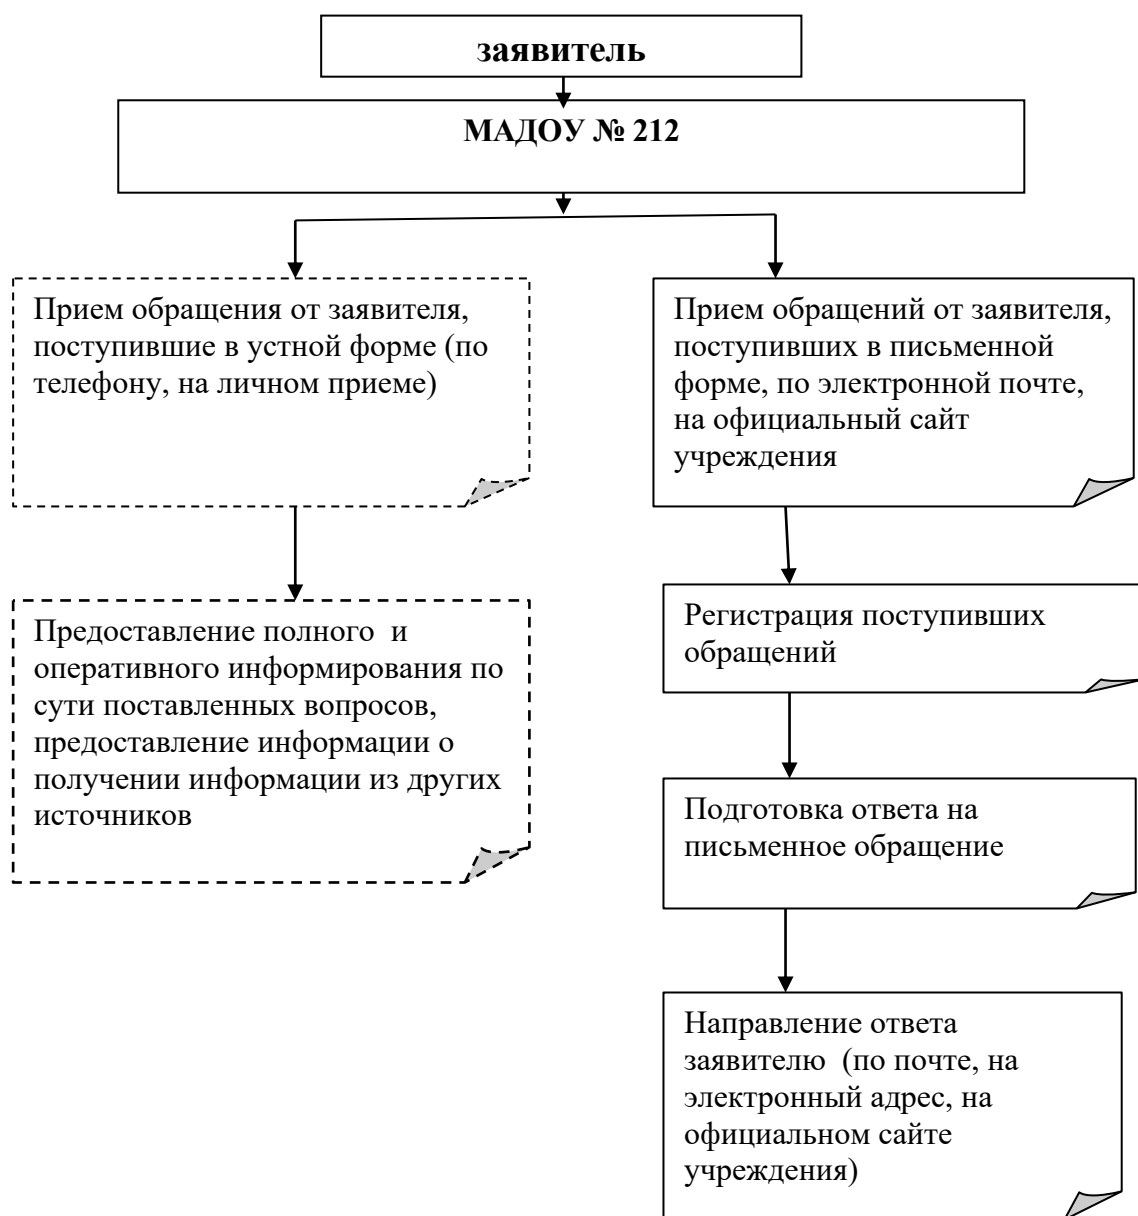 заявитель
МАДОУ № 212
Прием обращения от заявителя,
поступившие в устной форме (по
телефону, на личном приеме)
Прием обращений от заявителя,
поступивших в письменной
форме, по электронной почте,
на официальный сайт
учреждения
Предоставление полного  и
оперативного информирования по
сути поставленных вопросов,
предоставление информации о
получении информации из других
источников
Регистрация поступивших
обращений
Подготовка ответа на
письменное обращение
Направление ответа
заявителю  (по почте, на
электронный адрес, на
официальном сайте
учреждения)